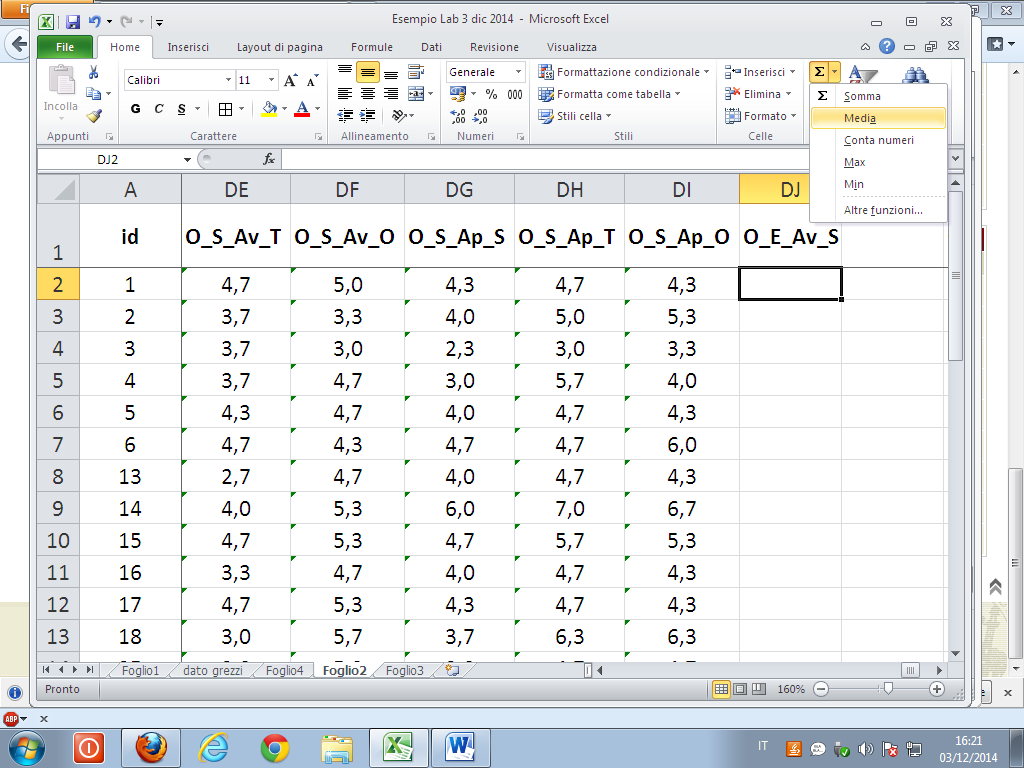 Esempio Lab 3 dic 2014 - Microsoft Excel
File Home Inserisci Layout di pagina Formule Dati Revisione Visualizza
Incolla
Appunti
Calibri 11
G C S
Carattere
Allineamento
Generale
% 000
Numeri
Formattazione condizionale
Formatta come tabella
Stili cella
Stili
Inserisci
Elimina
Formato
Celle
Σ
Σ Somma
Media
Conta numeri
Max
Min
Altre funzioni...
DJ2 fx
A DE DF DG DH DI DJ
1 id O_S_Av_T O_S_Av_O O_S_Ap_S O_S_Ap_T O_S_Ap_O O_E_Av_S
2 1 4,7 5,0 4,3 4,7 4,3
3 2 3,7 3,3 4,0 5,0 5,3
4 3 3,7 3,0 2,3 3,0 3,3
5 4 3,7 4,7 3,0 5,7 4,0
6 5 4,3 4,7 4,0 4,7 4,3
7 6 4,7 4,3 4,7 4,7 6,0
8 13 2,7 4,7 4,0 4,7 4,3
9 14 4,0 5,3 6,0 7,0 6,7
10 15 4,7 5,3 4,7 5,7 5,3
11 16 3,3 4,7 4,0 4,7 4,3
12 17 4,7 5,3 4,3 4,7 4,3
13 18 3,0 5,7 3,7 6,3 6,3
Foglio1 dato grezzi Foglio4 Foglio2 Foglio3
Pronto 160%
ABP
IT 16:21
03/12/2014